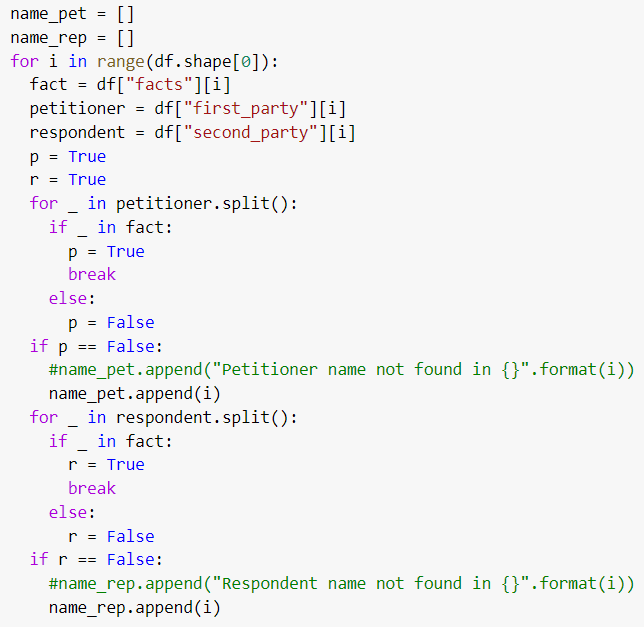 name_pet = []
name_rep = []
for i in range(df.shape[0]):
  fact = df["facts"][i]
  petitioner = df["first_party"][i]
  respondent = df["second_party"][i]
  p = True
  r = True
  for _ in petitioner.split():
    if _ in fact:
      p = True
      break
    else:
      p = False
  if p == False:
    #name_pet.append("Petitioner name not found in {}".format(i))
    name_pet.append(i)
  for _ in respondent.split():
    if _ in fact:
      r = True
      break
    else:
      r = False
  if r == False:
    #name_rep.append("Respondent name not found in {}".format(i))
    name_rep.append(i)